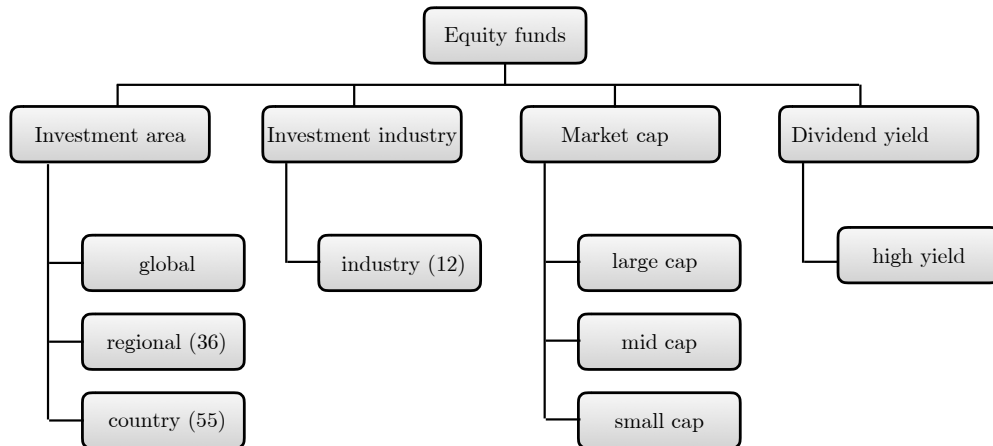 Equity funds
Investment area
Investment industry
Market cap
Dividend yield
global
industry (12)
large cap
high yield
regional (36)
mid cap
country (55)
small cap